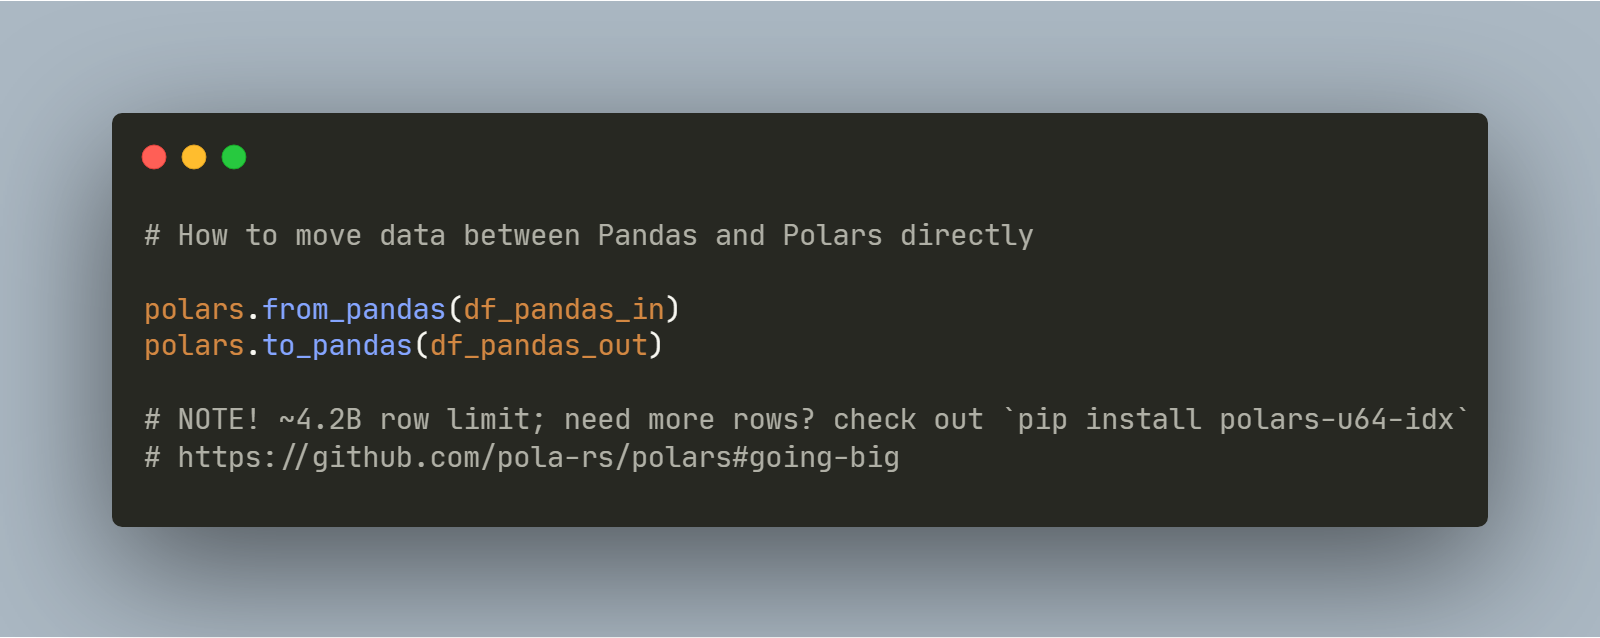 # How to move data between Pandas and Polars directly
polars.from_pandas(df_pandas_in)
polars.to_pandas(df_pandas_out)
# NOTE! ~4.2B row limit; need more rows? check out `pip install polars-u64-idx`
# https://github.com/pola-rs/polars#going-big